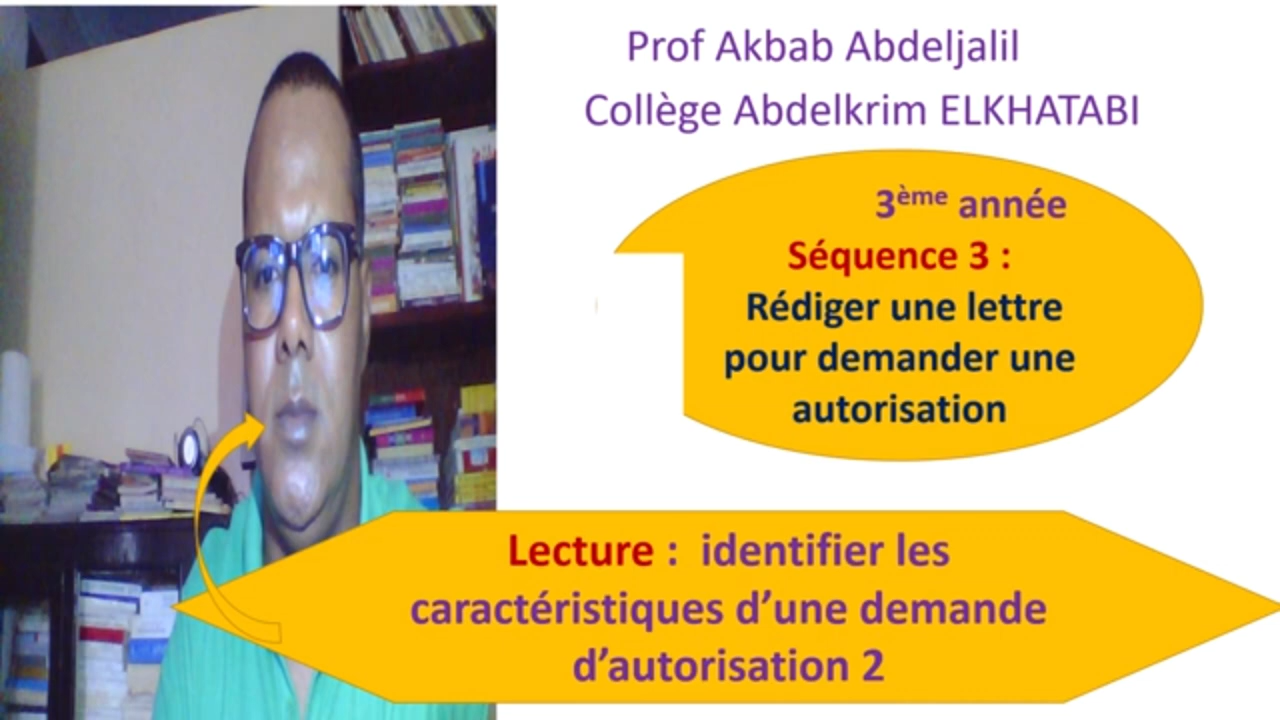 Prof Akbab Abdeljalil
Collège Abdelkrim ELKHATABI
3ème année
Séquence 3 :
Rédiger une lettre
pour demander une
autorisation
Lecture : identifier les
caractéristiques d’une demande
d’autorisation 2